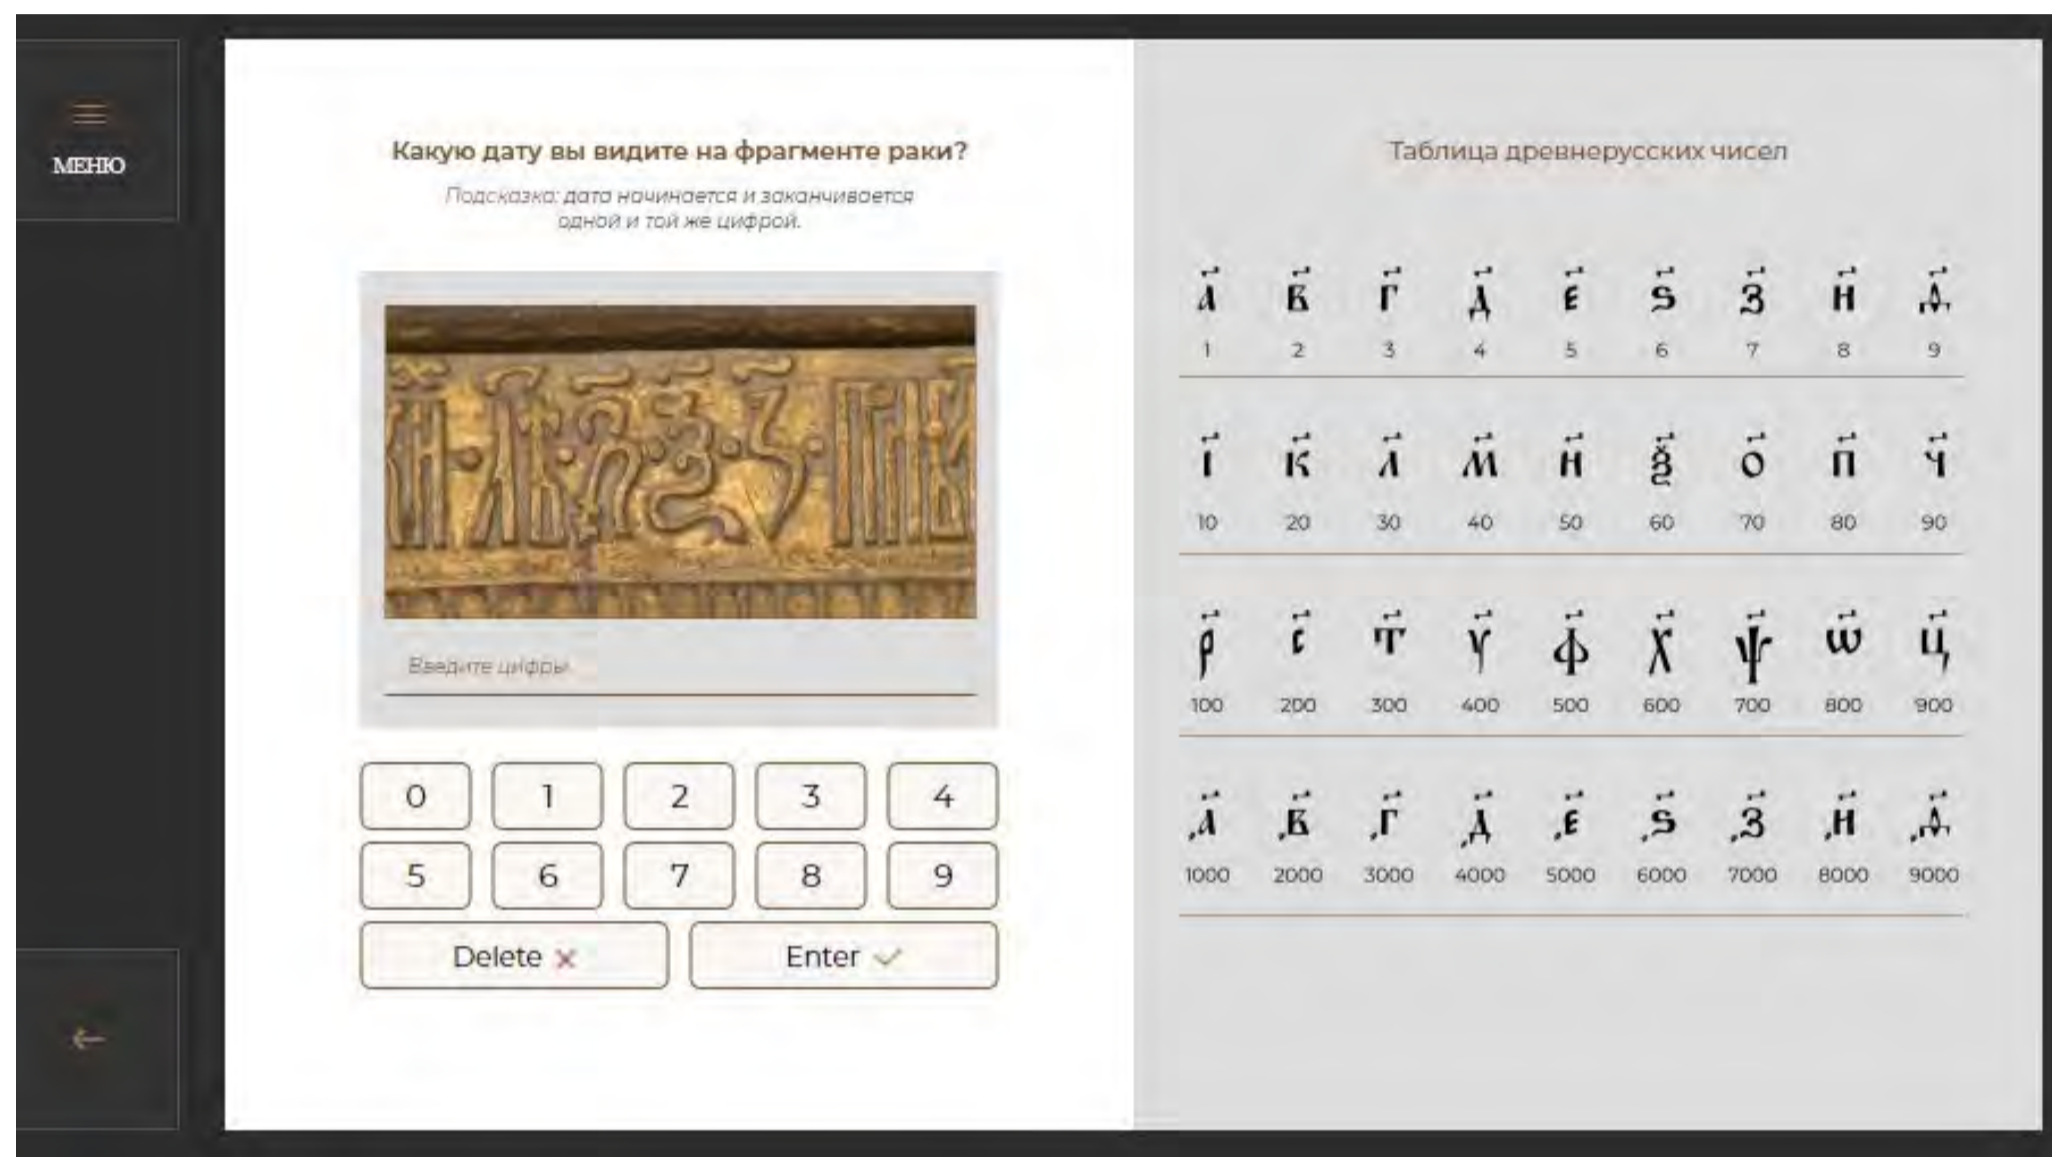 МЕНЮ
Какую дату вы видите на фрагменте раки?
Подсказка: дата начинается и заканчивается
одной и той же цифрой.
Введите цифры
0 1 2 3 4
5 6 7 8 9
Delete Enter
Таблица древнерусских чисел
А҃ В҃ Г҃ Д҃ Є҃ Ѕ҃ З҃ И҃ Ѳ҃
1 2 3 4 5 6 7 8 9
І҃ К҃ Л҃ М҃ Н҃ Ѯ҃ О҃ П҃ Ч҃
10 20 30 40 50 60 70 80 90
Р҃ С҃ Т҃ Ѵ҃ Ф҃ Х҃ Ѱ҃ Ѡ҃ Ц҃
100 200 300 400 500 600 700 800 900
҂А҃ ҂В҃ ҂Г҃ ҂Д҃ ҂Є҃ ҂Ѕ҃ ҂З҃ ҂И҃ ҂Ѳ҃
1000 2000 3000 4000 5000 6000 7000 8000 9000